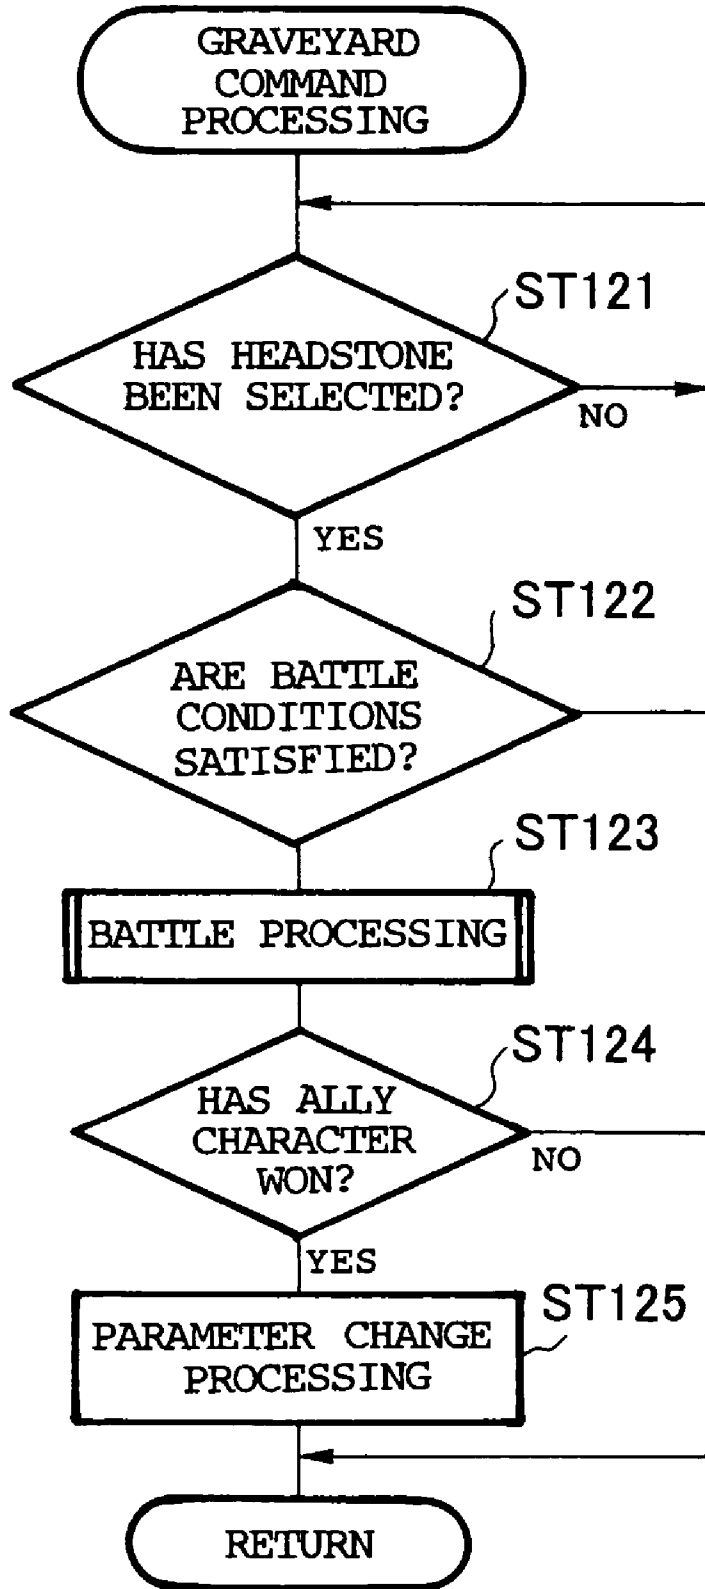 GRAVEYARD
COMMAND
PROCESSING
ST121
HAS HEADSTONE
BEEN SELECTED?
NO
YES
ST122
ARE BATTLE
CONDITIONS
SATISFIED?
ST123
BATTLE PROCESSING
ST124
HAS ALLY
CHARACTER
WON?
NO
YES
ST125
PARAMETER CHANGE
PROCESSING
RETURN